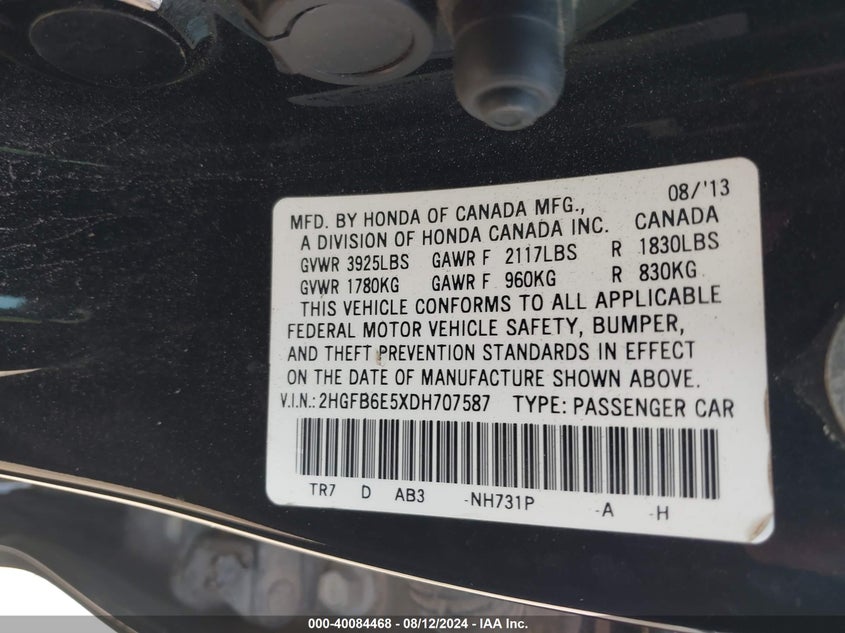 08/'13
MFD. BY HONDA OF CANADA MFG.,
A DIVISION OF HONDA CANADA INC. CANADA
GVWR 3925LBS GAWR F 2117LBS R 1830LBS
GVWR 1780KG GAWR F 960KG R 830KG
THIS VEHICLE CONFORMS TO ALL APPLICABLE
FEDERAL MOTOR VEHICLE SAFETY, BUMPER,
AND THEFT PREVENTION STANDARDS IN EFFECT
ON THE DATE OF MANUFACTURE SHOWN ABOVE.
V.I.N.: 2HGFB6E5XDH707587 TYPE: PASSENGER CAR
TR7 D AB3 -NH731P -A -H
000-40084468 - 08/12/2024 - IAA Inc.